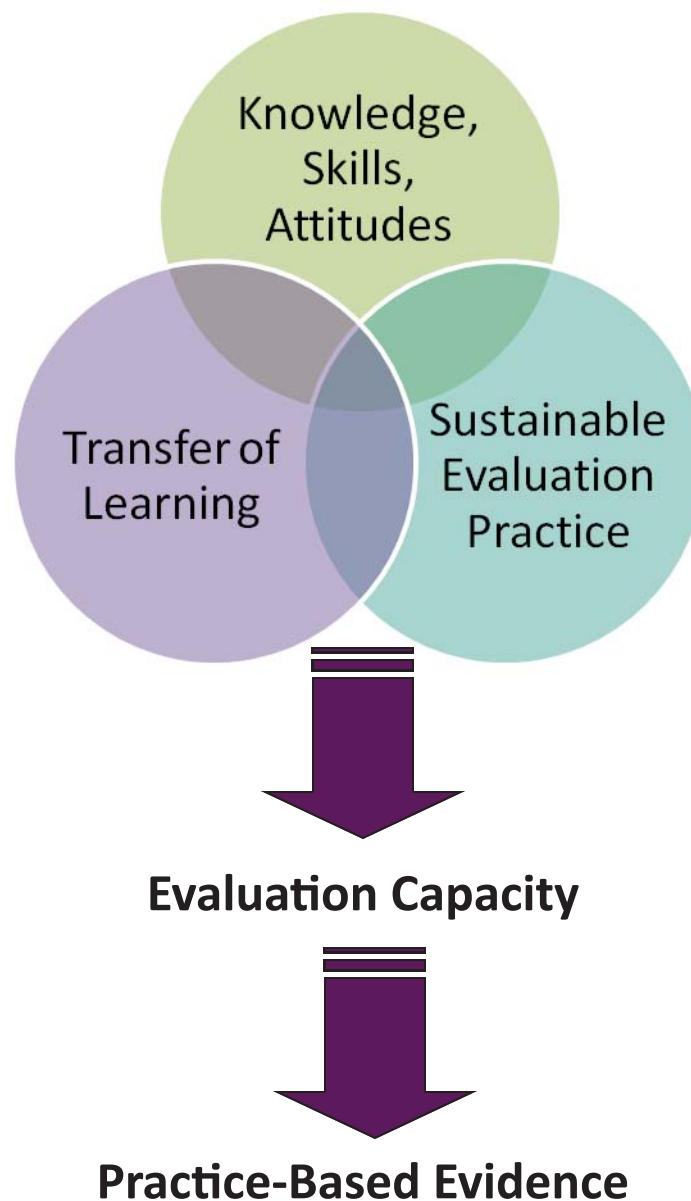 Knowledge,
Skills,
Attitudes
Transfer of
Learning
Sustainable
Evaluation
Practice
Evaluation Capacity
Practice-Based Evidence